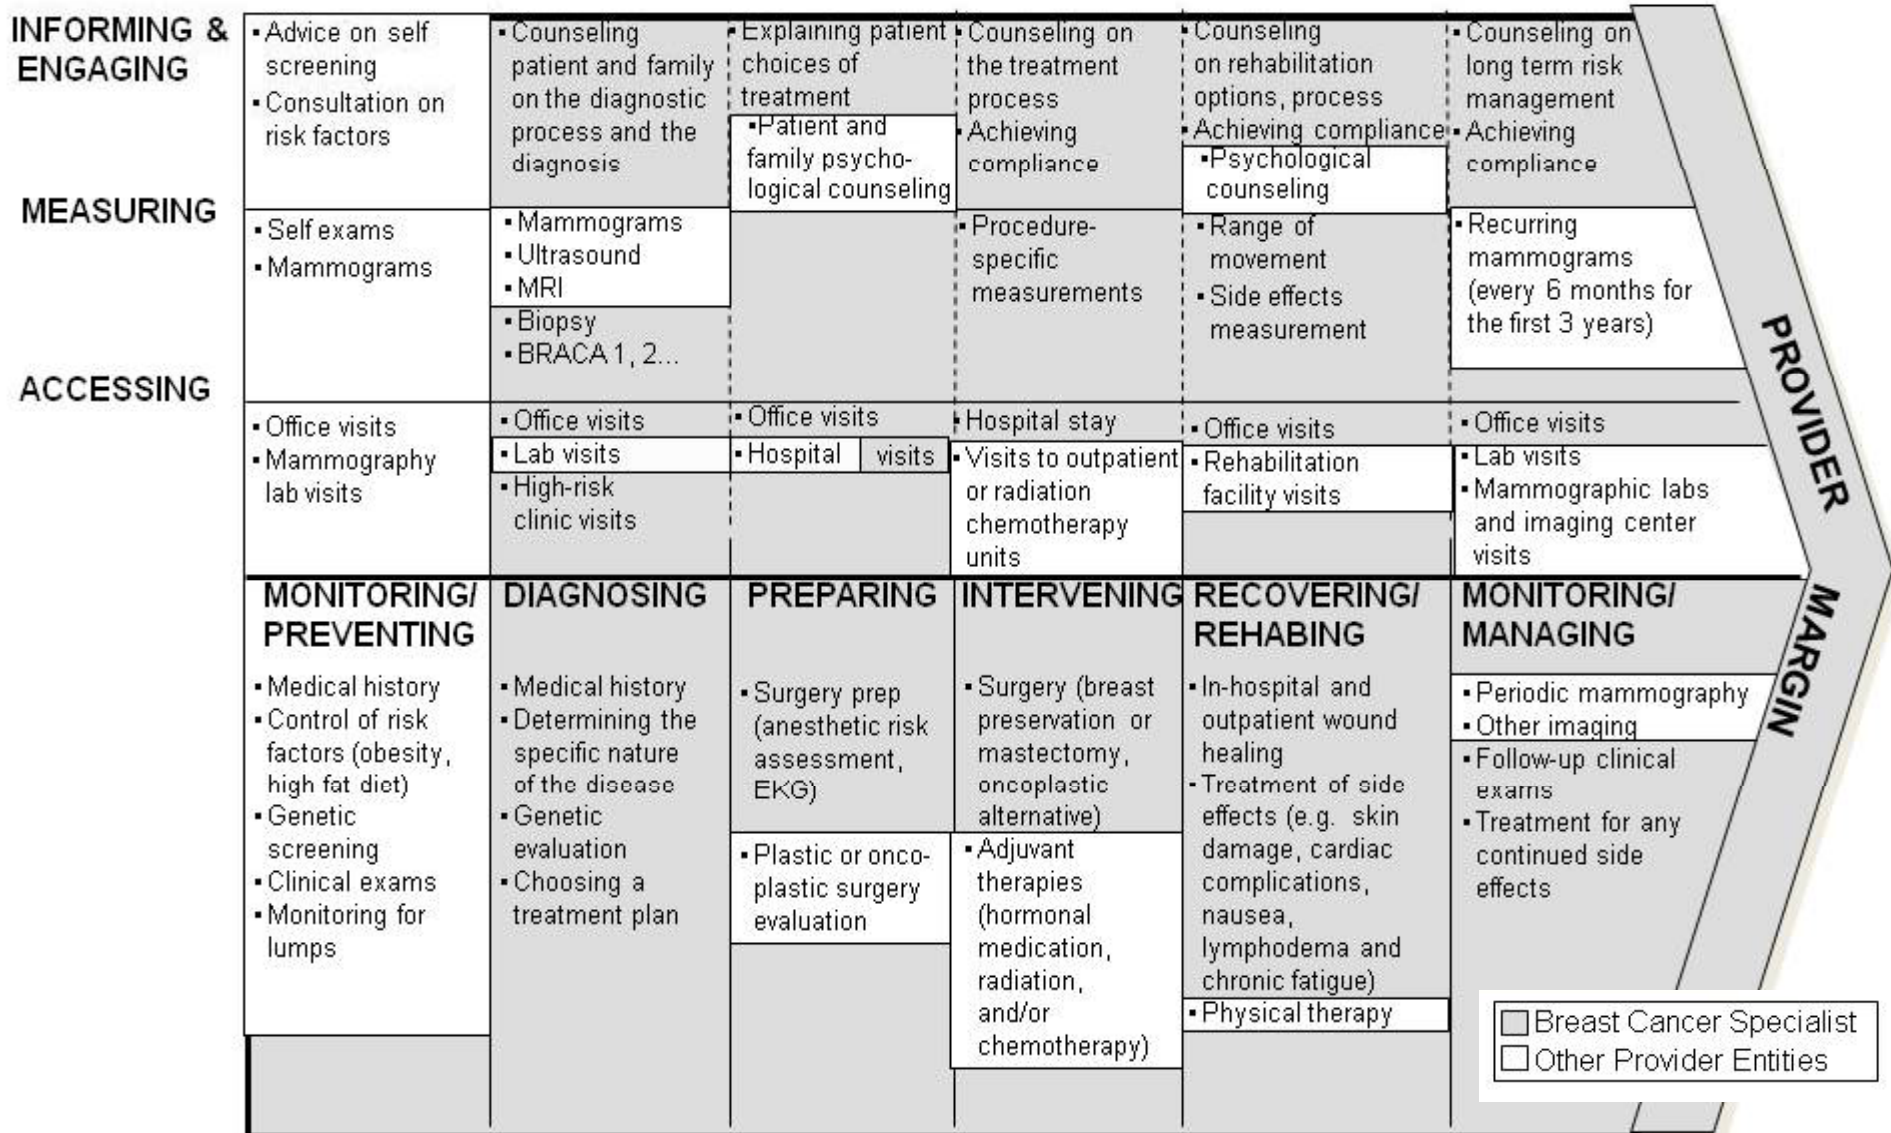 INFORMING &
ENGAGING
▪ Advice on self
screening
▪ Consultation on
risk factors
▪ Counseling
patient and family
on the diagnostic
process and the
diagnosis
▪ Explaining patient
choices of
treatment
▪ Patient and
family psycho-
logical counseling
▪ Counseling on
the treatment
process
▪ Achieving
compliance
▪ Counseling
on rehabilitation
options, process
▪ Achieving compliance
▪ Psychological
counseling
▪ Counseling on
long term risk
management
▪ Achieving
compliance
MEASURING
▪ Self exams
▪ Mammograms
▪ Mammograms
▪ Ultrasound
▪ MRI
▪ Biopsy
▪ BRACA 1, 2...
▪ Procedure-
specific
measurements
▪ Range of
movement
▪ Side effects
measurement
▪ Recurring
mammograms
(every 6 months for
the first 3 years)
ACCESSING
▪ Office visits
▪ Mammography
lab visits
▪ Office visits
▪ Lab visits
▪ High-risk
clinic visits
▪ Office visits
▪ Hospital visits
▪ Hospital stay
▪ Visits to outpatient
or radiation
chemotherapy
units
▪ Office visits
▪ Rehabilitation
facility visits
▪ Office visits
▪ Lab visits
▪ Mammographic labs
and imaging center
visits
MONITORING/
PREVENTING
▪ Medical history
▪ Control of risk
factors (obesity,
high fat diet)
▪ Genetic
screening
▪ Clinical exams
▪ Monitoring for
lumps
DIAGNOSING
▪ Medical history
▪ Determining the
specific nature
of the disease
▪ Genetic
evaluation
▪ Choosing a
treatment plan
PREPARING
▪ Surgery prep
(anesthetic risk
assessment,
EKG)
▪ Plastic or onco-
plastic surgery
evaluation
INTERVENING
▪ Surgery (breast
preservation or
mastectomy,
oncoplastic
alternative)
▪ Adjuvant
therapies
(hormonal
medication,
radiation,
and/or
chemotherapy)
RECOVERING/
REHABING
▪ In-hospital and
outpatient wound
healing
▪ Treatment of side
effects (e.g. skin
damage, cardiac
complications,
nausea,
lymphodema and
chronic fatigue)
▪ Physical therapy
MONITORING/
MANAGING
▪ Periodic mammography
▪ Other imaging
▪ Follow-up clinical
exams
▪ Treatment for any
continued side
effects
PROVIDER
MARGIN
Breast Cancer Specialist
Other Provider Entities